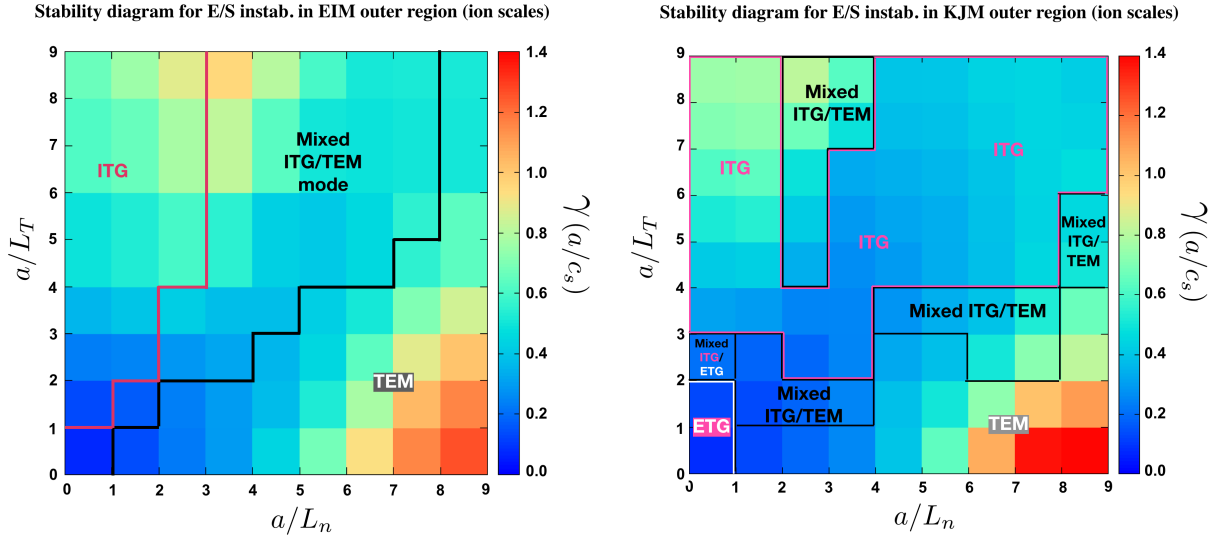 Stability diagram for E/S instab. in EIM outer region (ion scales)
9
8
7
6
5
4
3
2
1
0
a/L_T
ITG
Mixed
ITG/TEM
mode
TEM
0 1 2 3 4 5 6 7 8 9
a/L_n
1.4
1.2
1.0
0.8
0.6
0.4
0.2
0.0
γ (a/c_s)
Stability diagram for E/S instab. in KJM outer region (ion scales)
9
8
7
6
5
4
3
2
1
0
a/L_T
Mixed
ITG/TEM
ITG
ITG
ITG
Mixed
ITG/
TEM
Mixed ITG/TEM
Mixed
ITG/
ETG
Mixed
ITG/TEM
ETG
TEM
0 1 2 3 4 5 6 7 8 9
a/L_n
1.4
1.2
1.0
0.8
0.6
0.4
0.2
0.0
γ (a/c_s)